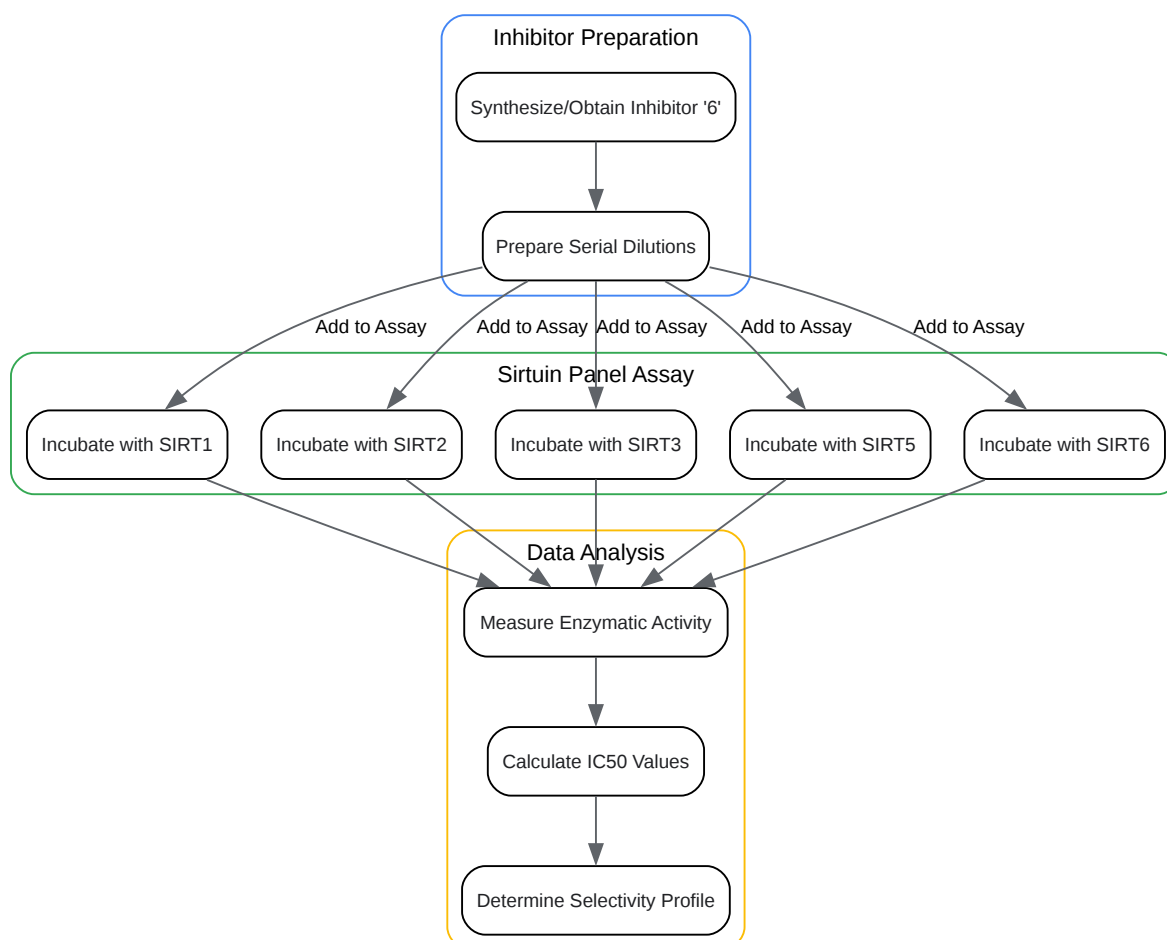 Inhibitor Preparation
Synthesize/Obtain Inhibitor '6'
Prepare Serial Dilutions
Add to Assay
Add to Assay
Add to Assay
Add to Assay
Add to Assay
Sirtuin Panel Assay
Incubate with SIRT1
Incubate with SIRT2
Incubate with SIRT3
Incubate with SIRT5
Incubate with SIRT6
Data Analysis
Measure Enzymatic Activity
Calculate IC50 Values
Determine Selectivity Profile